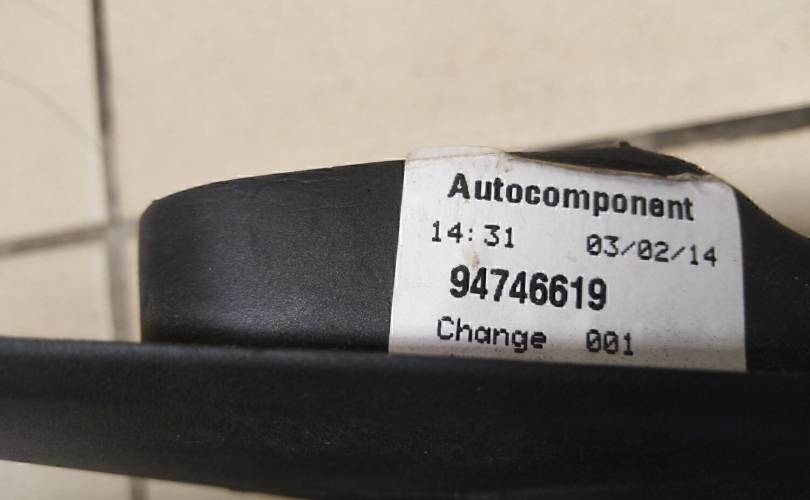 Autocomponent
14:31 03/02/14
94746619
Change 001